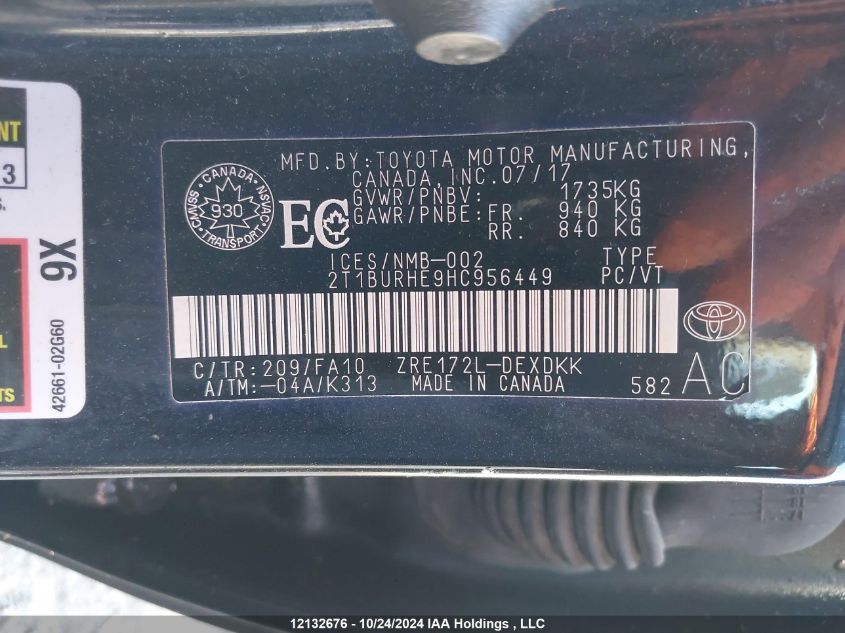 MFD. BY: TOYOTA MOTOR MANUFACTURING,
CANADA, INC. 07/17
GVWR/PNBV: 1735KG
GAWR/PNBE: FR. 940 KG
RR. 840 KG
CANADA
CMVSS NSVAC
930
TRANSPORT
EC
ICES/NMB-002 TYPE
2T1BURHE9HC956449 PC/VT
C/TR: 209/FA10 ZRE172L-DEXDKK
A/TM: -04A/K313 MADE IN CANADA 582 AC
9X
42661-02G60
12132676 - 10/24/2024 IAA Holdings , LLC